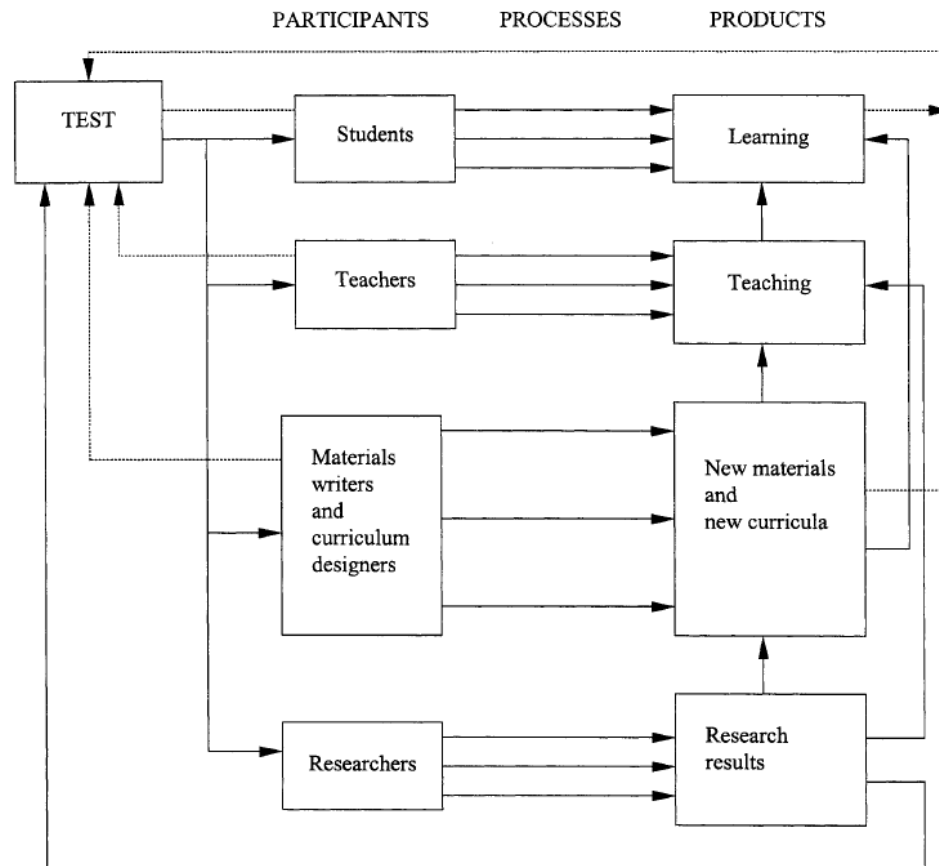 PARTICIPANTS PROCESSES PRODUCTS
TEST
Students
Learning
Teachers
Teaching
Materials
writers
and
curriculum
designers
New materials
and
new curricula
Researchers
Research
results